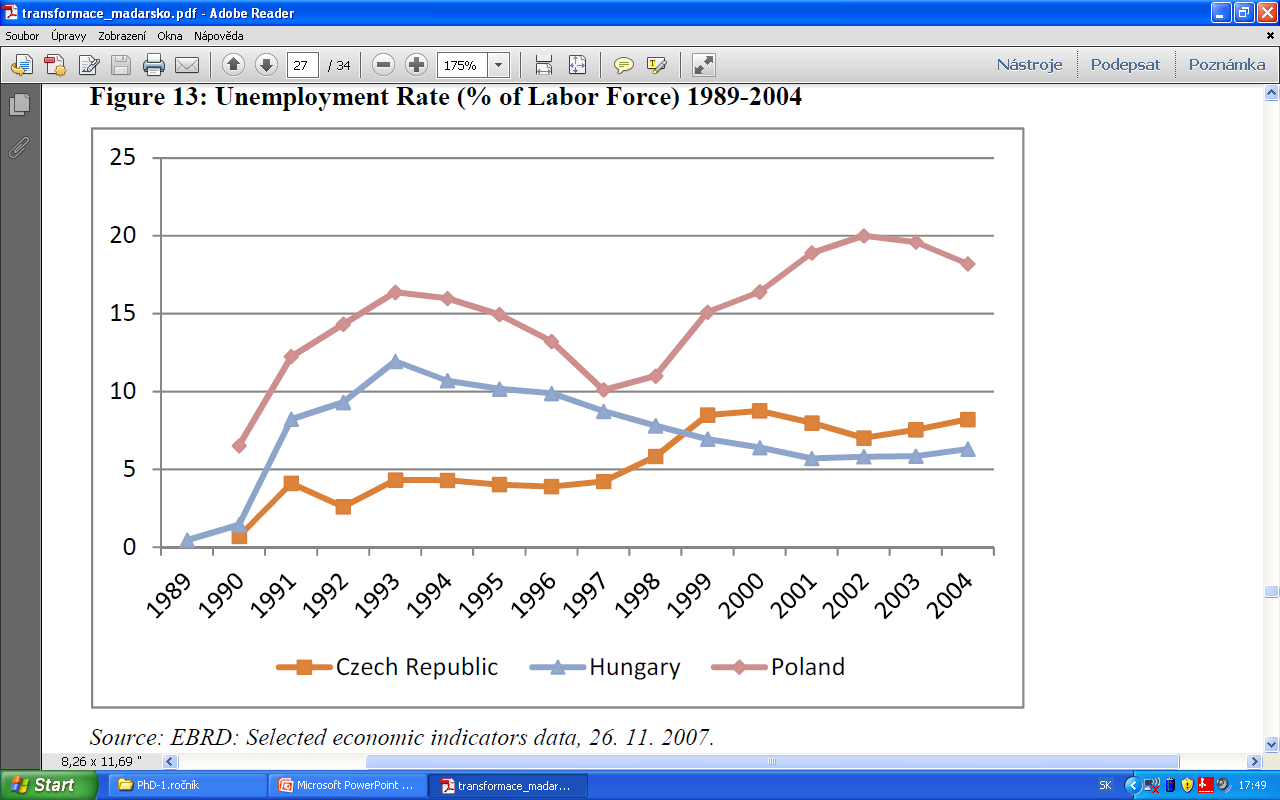 transformace_madarsko.pdf - Adobe Reader
Soubor Úpravy Zobrazení Okna Nápověda
27 / 34 175% Nástroje Podepsat Poznámka
Figure 13: Unemployment Rate (% of Labor Force) 1989-2004
25
20
15
10
5
0
1989 1990 1991 1992 1993 1994 1995 1996 1997 1998 1999 2000 2001 2002 2003 2004
Czech Republic Hungary Poland
Source: EBRD: Selected economic indicators data, 26. 11. 2007.
8,26 x 11,69 "
Start PhD-1.ročník Microsoft PowerPoint ... transformace_madar... SK 17:49